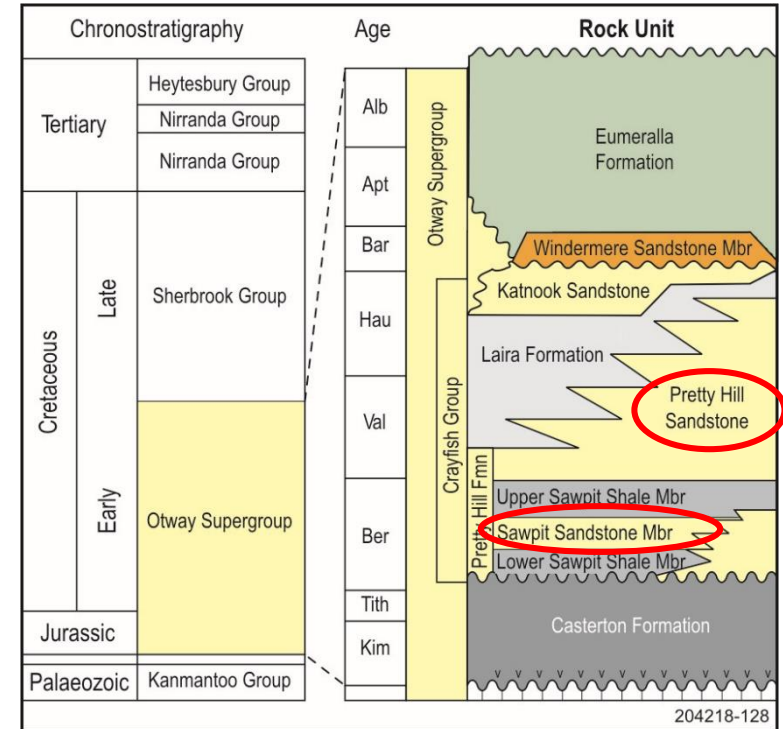 Chronostratigraphy
Age
Rock Unit
Tertiary
Heytesbury Group
Nirranda Group
Nirranda Group
Cretaceous
Late
Sherbrook Group
Early
Otway Supergroup
Jurassic
Palaeozoic
Kanmantoo Group
Alb
Apt
Bar
Hau
Val
Ber
Tith
Kim
Otway Supergroup
Crayfish Group
Pretty Hill Fmn
Eumeralla
Formation
Windermere Sandstone Mbr
Katnook Sandstone
Laira Formation
Pretty Hill
Sandstone
Upper Sawpit Shale Mbr
Sawpit Sandstone Mbr
Lower Sawpit Shale Mbr
Casterton Formation
v v v v v v v v v v v
204218-128